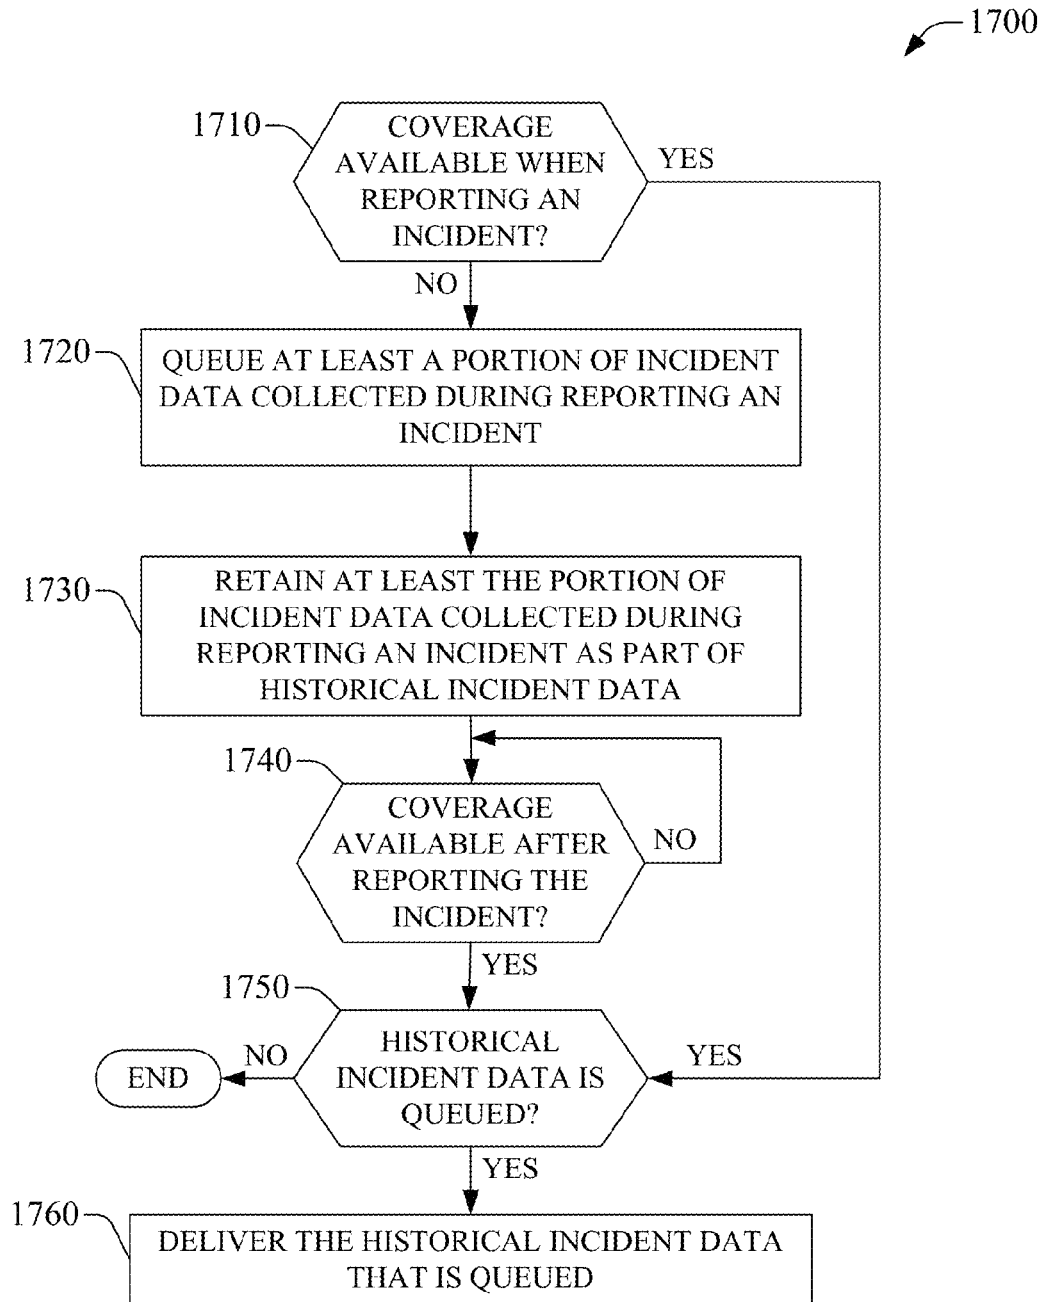 1700
1710
COVERAGE
AVAILABLE WHEN
REPORTING AN
INCIDENT?
YES
NO
1720
QUEUE AT LEAST A PORTION OF INCIDENT
DATA COLLECTED DURING REPORTING AN
INCIDENT
1730
RETAIN AT LEAST THE PORTION OF
INCIDENT DATA COLLECTED DURING
REPORTING AN INCIDENT AS PART OF
HISTORICAL INCIDENT DATA
1740
COVERAGE
AVAILABLE AFTER
REPORTING THE
INCIDENT?
NO
YES
1750
HISTORICAL
INCIDENT DATA IS
QUEUED?
NO
END
YES
YES
1760
DELIVER THE HISTORICAL INCIDENT DATA
THAT IS QUEUED